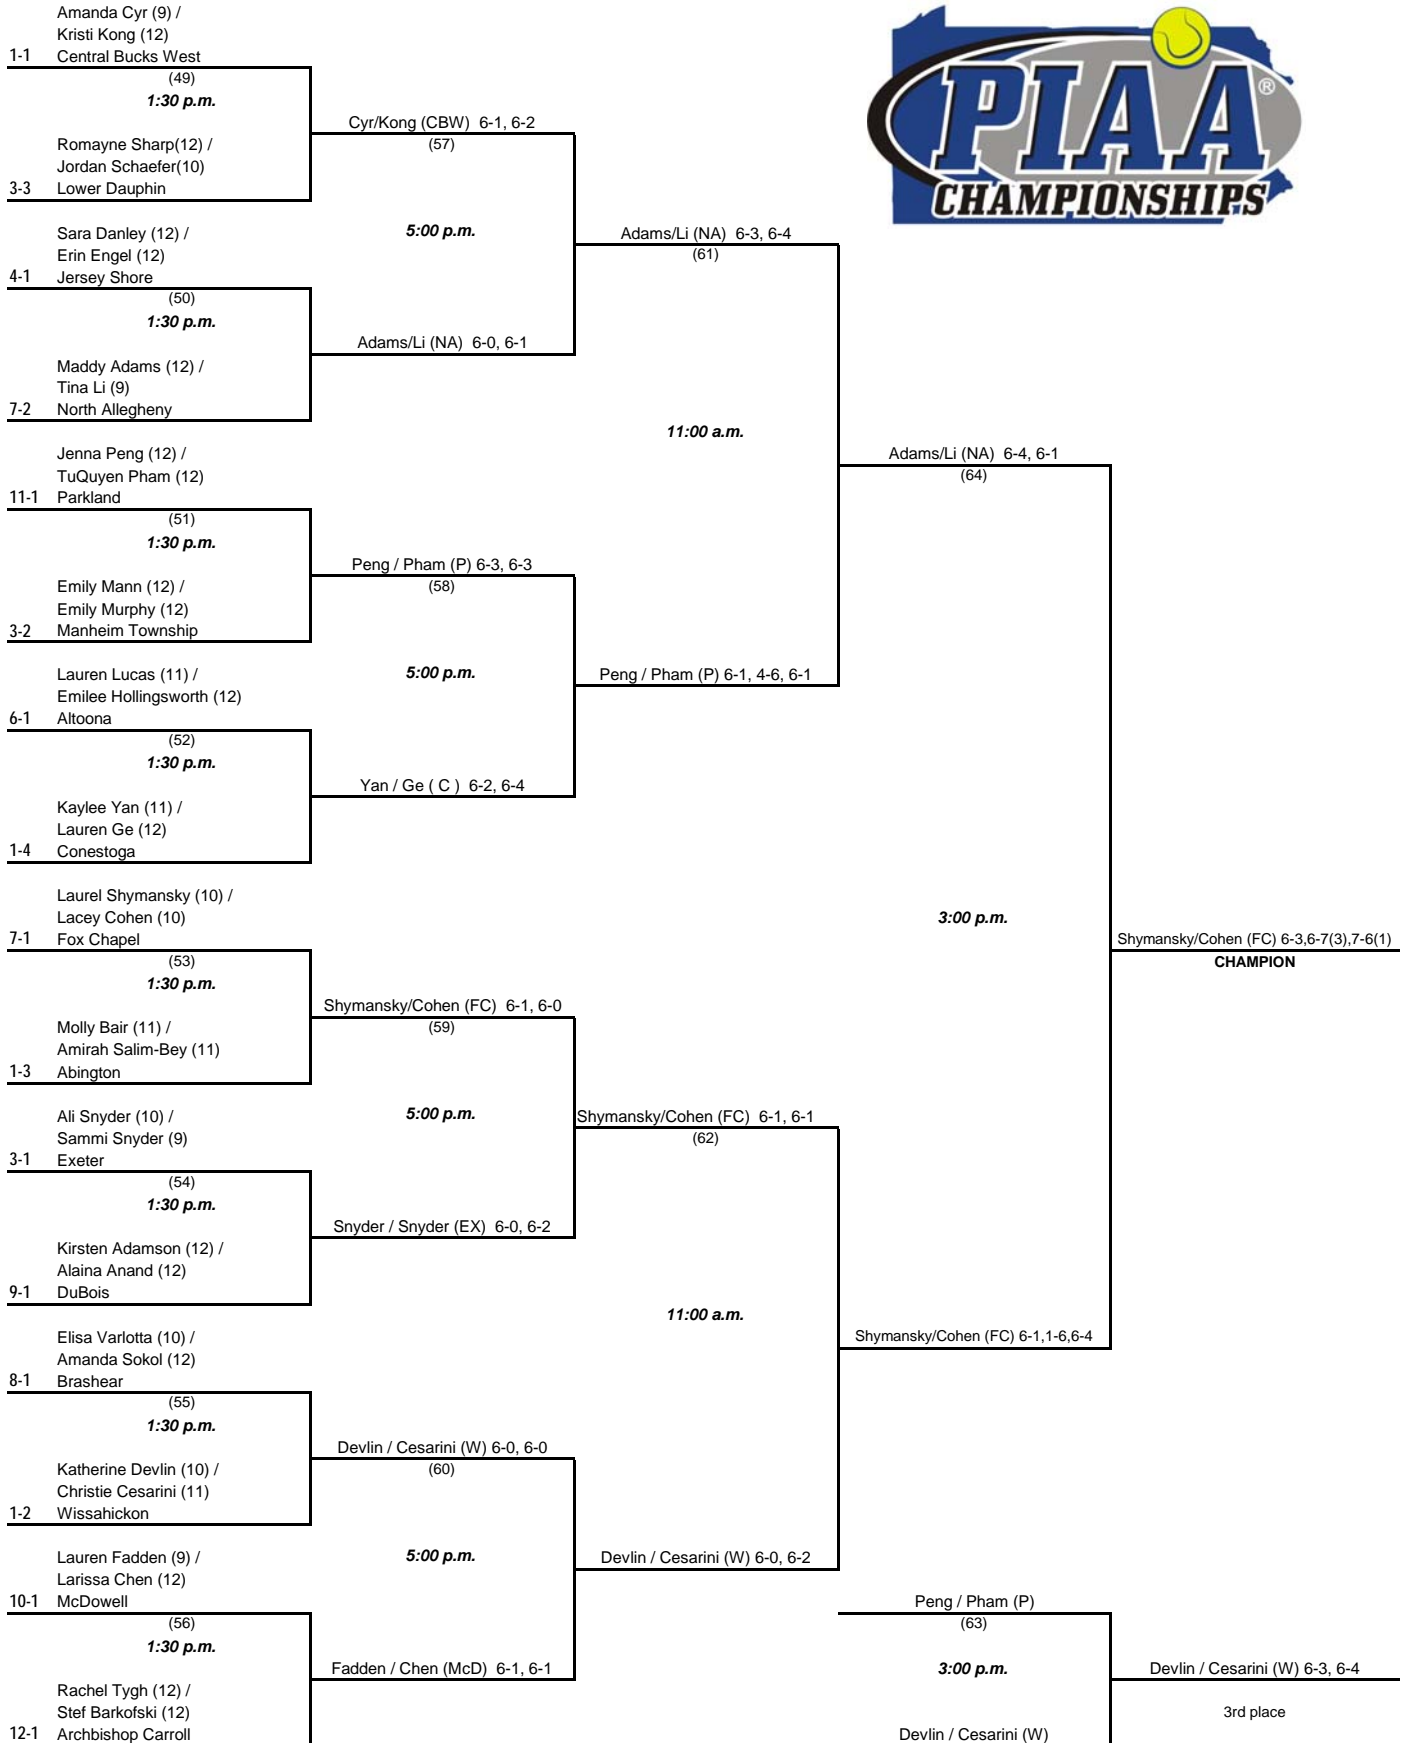 Amanda Cyr (9) /
Kristi Kong (12)
1-1 Central Bucks West
(49)
1:30 p.m.
Romayne Sharp(12) /
Jordan Schaefer(10)
3-3 Lower Dauphin
Sara Danley (12) /
Erin Engel (12)
4-1 Jersey Shore
(50)
1:30 p.m.
Maddy Adams (12) /
Tina Li (9)
7-2 North Allegheny
Jenna Peng (12) /
TuQuyen Pham (12)
11-1 Parkland
(51)
1:30 p.m.
Emily Mann (12) /
Emily Murphy (12)
3-2 Manheim Township
Lauren Lucas (11) /
Emilee Hollingsworth (12)
6-1 Altoona
(52)
1:30 p.m.
Kaylee Yan (11) /
Lauren Ge (12)
1-4 Conestoga
Laurel Shymansky (10) /
Lacey Cohen (10)
7-1 Fox Chapel
(53)
1:30 p.m.
Molly Bair (11) /
Amirah Salim-Bey (11)
1-3 Abington
Ali Snyder (10) /
Sammi Snyder (9)
3-1 Exeter
(54)
1:30 p.m.
Kirsten Adamson (12) /
Alaina Anand (12)
9-1 DuBois
Elisa Varlotta (10) /
Amanda Sokol (12)
8-1 Brashear
(55)
1:30 p.m.
Katherine Devlin (10) /
Christie Cesarini (11)
1-2 Wissahickon
Lauren Fadden (9) /
Larissa Chen (12)
10-1 McDowell
(56)
1:30 p.m.
Rachel Tygh (12) /
Stef Barkofski (12)
12-1 Archbishop Carroll
Cyr/Kong (CBW) 6-1, 6-2
(57)
5:00 p.m.
Adams/Li (NA) 6-0, 6-1
Peng / Pham (P) 6-3, 6-3
(58)
5:00 p.m.
Yan / Ge ( C ) 6-2, 6-4
Shymansky/Cohen (FC) 6-1, 6-0
(59)
5:00 p.m.
Snyder / Snyder (EX) 6-0, 6-2
Devlin / Cesarini (W) 6-0, 6-0
(60)
5:00 p.m.
Fadden / Chen (McD) 6-1, 6-1
Adams/Li (NA) 6-3, 6-4
(61)
11:00 a.m.
Peng / Pham (P) 6-1, 4-6, 6-1
Shymansky/Cohen (FC) 6-1, 6-1
(62)
11:00 a.m.
Devlin / Cesarini (W) 6-0, 6-2
PIAA®
CHAMPIONSHIPS
Adams/Li (NA) 6-4, 6-1
(64)
3:00 p.m.
Shymansky/Cohen (FC) 6-1,1-6,6-4
Shymansky/Cohen (FC) 6-3,6-7(3),7-6(1)
CHAMPION
Peng / Pham (P)
(63)
3:00 p.m.
Devlin / Cesarini (W)
Devlin / Cesarini (W) 6-3, 6-4
3rd place